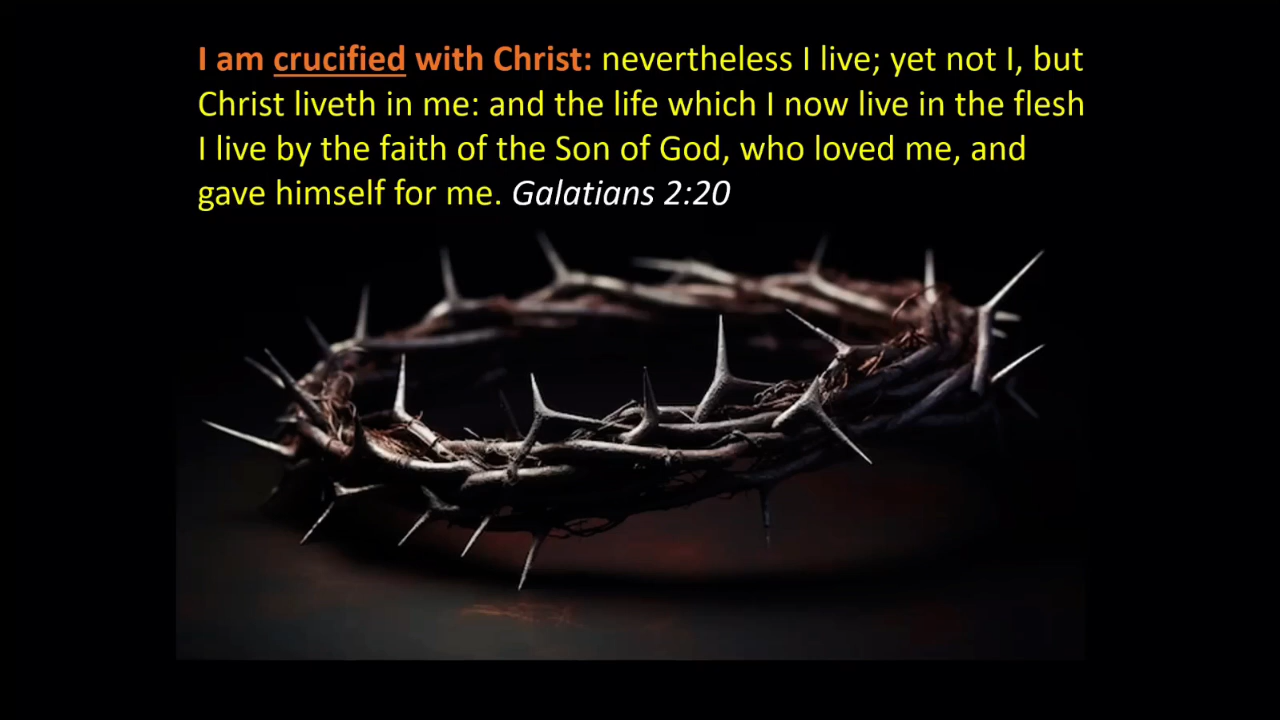 I am crucified with Christ: nevertheless I live; yet not I, but
Christ liveth in me: and the life which I now live in the flesh
I live by the faith of the Son of God, who loved me, and
gave himself for me. Galatians 2:20